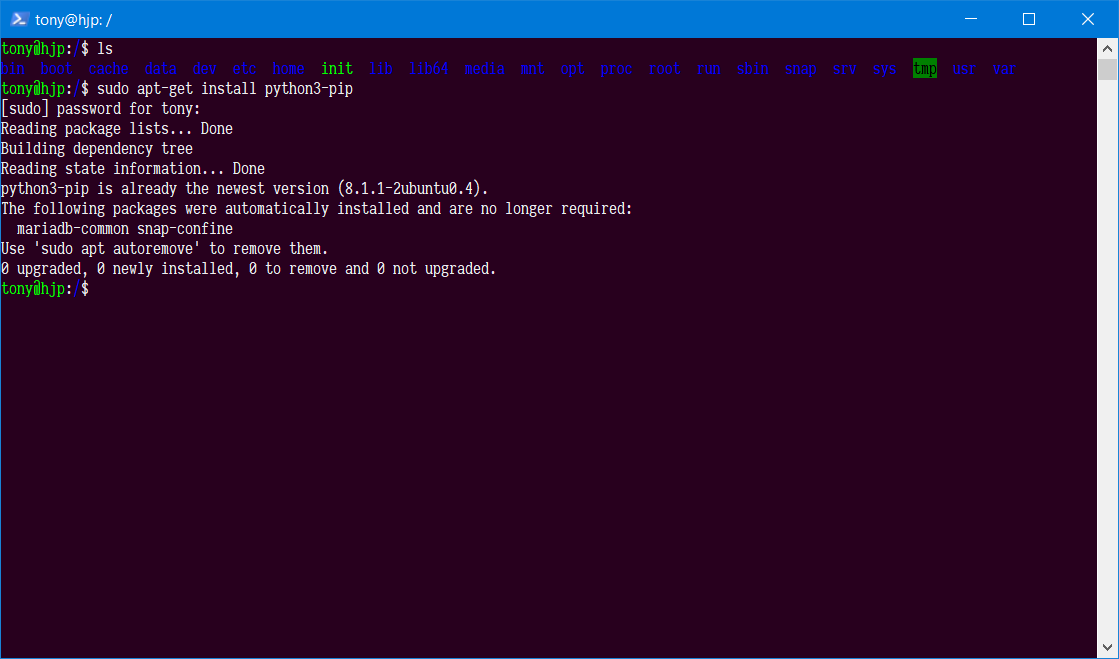 tony@hjp: /
tony@hjp:/$ ls
bin boot cache data dev etc home init lib lib64 media mnt opt proc root run sbin snap srv sys tmp usr var
tony@hjp:/$ sudo apt-get install python3-pip
[sudo] password for tony:
Reading package lists... Done
Building dependency tree
Reading state information... Done
python3-pip is already the newest version (8.1.1-2ubuntu0.4).
The following packages were automatically installed and are no longer required:
  mariadb-common snap-confine
Use 'sudo apt autoremove' to remove them.
0 upgraded, 0 newly installed, 0 to remove and 0 not upgraded.
tony@hjp:/$